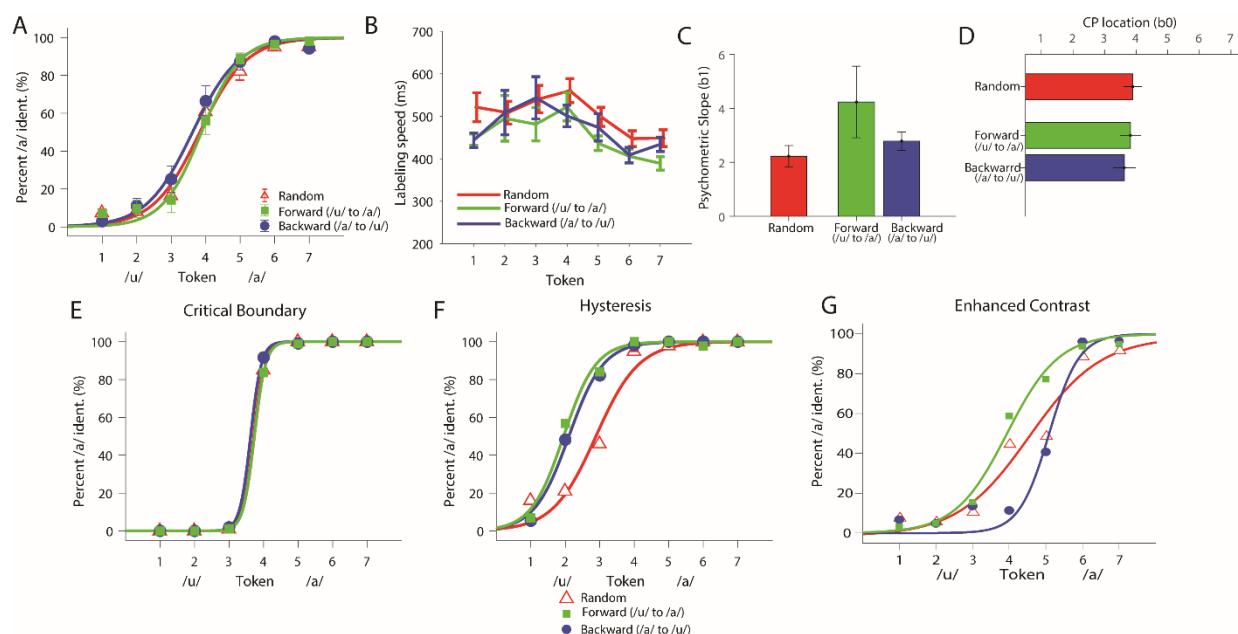 A
Percent /a/ ident. (%)
100
80
60
40
20
0
Random
Forward (/u/ to /a/)
Backward (/a/ to /u/)
1 2 3 4 5 6 7
/u/ Token /a/
B
Labeling speed (ms)
700
600
500
400
300
200
Random
Forward (/u/ to /a/)
Backward (/a/ to /u/)
1 2 3 4 5 6 7
Token
C
Psychometric Slope (b1)
6
4
2
0
Random
Forward
(/u/ to /a/)
Backward
(/a/ to /u/)
D
CP location (b0)
1 2 3 4 5 6 7
Random
Forward
(/u/ to /a/)
Backwarrd
(/a/ to /u/)
E
Critical Boundary
Percent /a/ ident. (%)
100
80
60
40
20
0
1 2 3 4 5 6 7
/u/ Token /a/
F
Hysteresis
Percent /a/ ident. (%)
100
80
60
40
20
0
1 2 3 4 5 6 7
/u/ Token /a/
Random
Forward (/u/ to /a/)
Backward (/a/ to /u/)
G
Enhanced Contrast
Percent /a/ ident. (%)
100
80
60
40
20
0
1 2 3 4 5 6 7
/u/ Token /a/